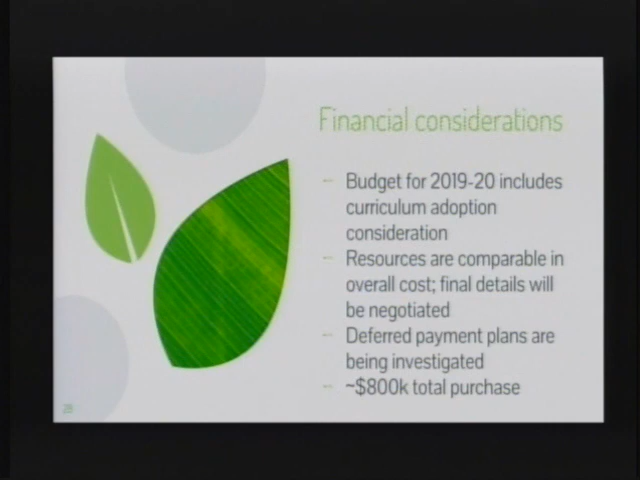 Financial considerations
– Budget for 2019-20 includes
curriculum adoption
consideration
– Resources are comparable in
overall cost; final details will
be negotiated
– Deferred payment plans are
being investigated
– ~$800k total purchase
28